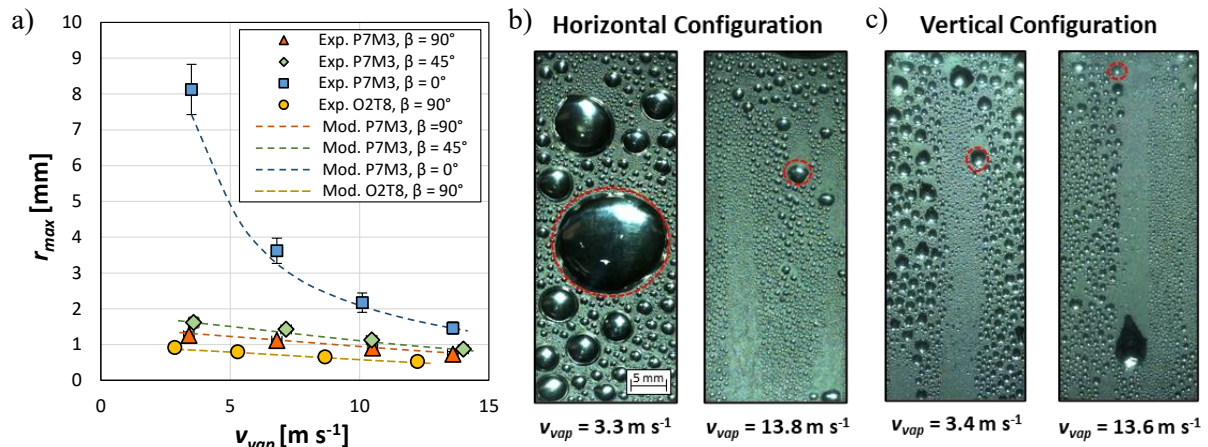 a)
10
9
8
7
6
5
4
3
2
1
0
r_max [mm]
0 5 10 15
v_vap [m s⁻¹]
Exp. P7M3, β = 90°
Exp. P7M3, β = 45°
Exp. P7M3, β = 0°
Exp. O2T8, β = 90°
Mod. P7M3, β =90°
Mod. P7M3, β = 45°
Mod. P7M3, β = 0°
Mod. O2T8, β = 90°
b) Horizontal Configuration
5 mm
v_vap = 3.3 m s⁻¹ v_vap = 13.8 m s⁻¹
c) Vertical Configuration
v_vap = 3.4 m s⁻¹ v_vap = 13.6 m s⁻¹